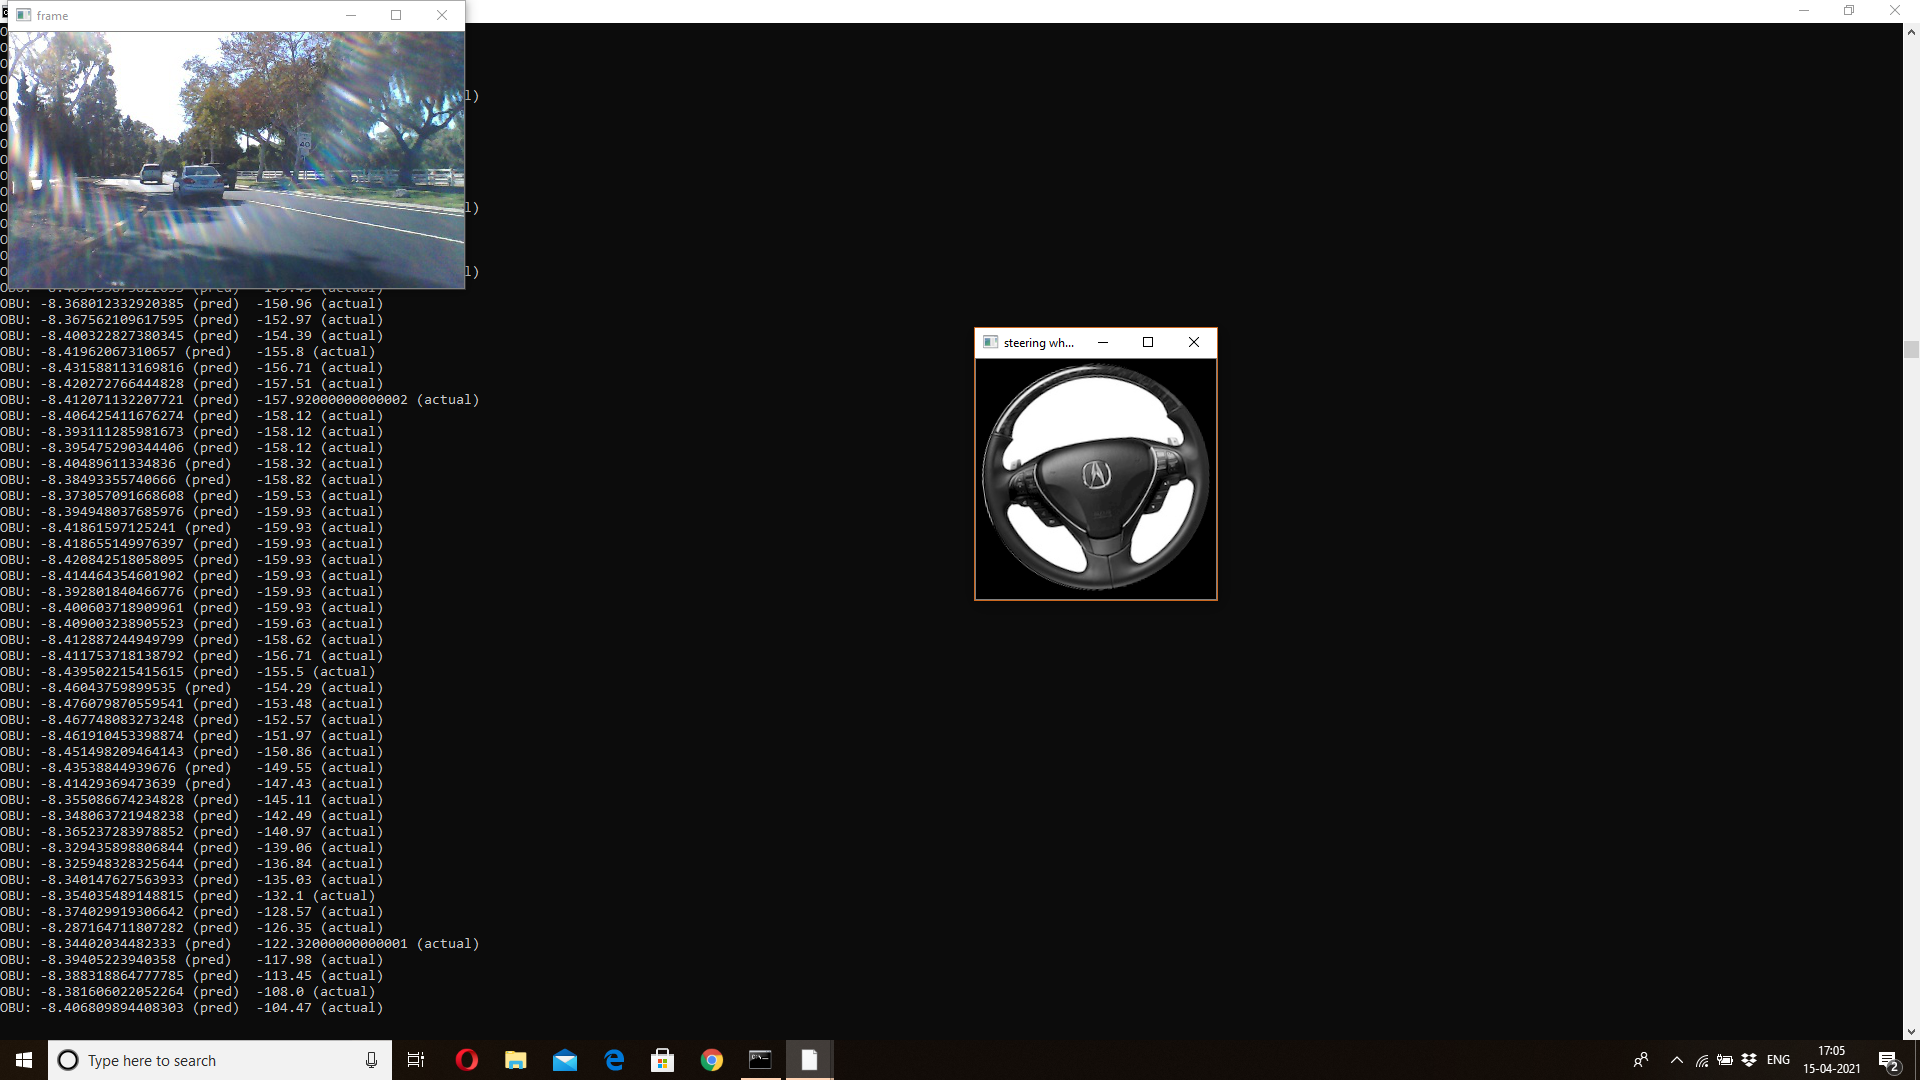 frame
40
l)
l)
l)
OBU: -8.368012332920385 (pred)  -150.96 (actual)
OBU: -8.367562109617595 (pred)  -152.97 (actual)
OBU: -8.400322827380345 (pred)  -154.39 (actual)
OBU: -8.41962067310657 (pred)   -155.8 (actual)
OBU: -8.431588113169816 (pred)  -156.71 (actual)
OBU: -8.420272766444828 (pred)  -157.51 (actual)
OBU: -8.412071132207721 (pred)  -157.92000000000002 (actual)
OBU: -8.406425411676274 (pred)  -158.12 (actual)
OBU: -8.393111285981673 (pred)  -158.12 (actual)
OBU: -8.395475290344406 (pred)  -158.12 (actual)
OBU: -8.40489611334836 (pred)   -158.32 (actual)
OBU: -8.38493355740666 (pred)   -158.82 (actual)
OBU: -8.373057091668608 (pred)  -159.53 (actual)
OBU: -8.394948037685976 (pred)  -159.93 (actual)
OBU: -8.41861597125241 (pred)   -159.93 (actual)
OBU: -8.418655149976397 (pred)  -159.93 (actual)
OBU: -8.420842518058095 (pred)  -159.93 (actual)
OBU: -8.414464354601902 (pred)  -159.93 (actual)
OBU: -8.392801840466776 (pred)  -159.93 (actual)
OBU: -8.400603718909961 (pred)  -159.93 (actual)
OBU: -8.409003238905523 (pred)  -159.63 (actual)
OBU: -8.412887244949799 (pred)  -158.62 (actual)
OBU: -8.411753718138792 (pred)  -156.71 (actual)
OBU: -8.439502215415615 (pred)  -155.5 (actual)
OBU: -8.46043759899535 (pred)   -154.29 (actual)
OBU: -8.476079870559541 (pred)  -153.48 (actual)
OBU: -8.467748083273248 (pred)  -152.57 (actual)
OBU: -8.461910453398874 (pred)  -151.97 (actual)
OBU: -8.451498209464143 (pred)  -150.86 (actual)
OBU: -8.43538844939676 (pred)   -149.55 (actual)
OBU: -8.41429369473639 (pred)   -147.43 (actual)
OBU: -8.355086674234828 (pred)  -145.11 (actual)
OBU: -8.348063721948238 (pred)  -142.49 (actual)
OBU: -8.365237283978852 (pred)  -140.97 (actual)
OBU: -8.329435898806844 (pred)  -139.06 (actual)
OBU: -8.325948328325644 (pred)  -136.84 (actual)
OBU: -8.340147627563933 (pred)  -135.03 (actual)
OBU: -8.354035489148815 (pred)  -132.1 (actual)
OBU: -8.374029919306642 (pred)  -128.57 (actual)
OBU: -8.287164711807282 (pred)  -126.35 (actual)
OBU: -8.34402034482333 (pred)   -122.32000000000001 (actual)
OBU: -8.39405223940358 (pred)   -117.98 (actual)
OBU: -8.388318864777785 (pred)  -113.45 (actual)
OBU: -8.381606022052264 (pred)  -108.0 (actual)
OBU: -8.406809894408303 (pred)  -104.47 (actual)
steering wh...
Type here to search
ENG
17:05
15-04-2021
2